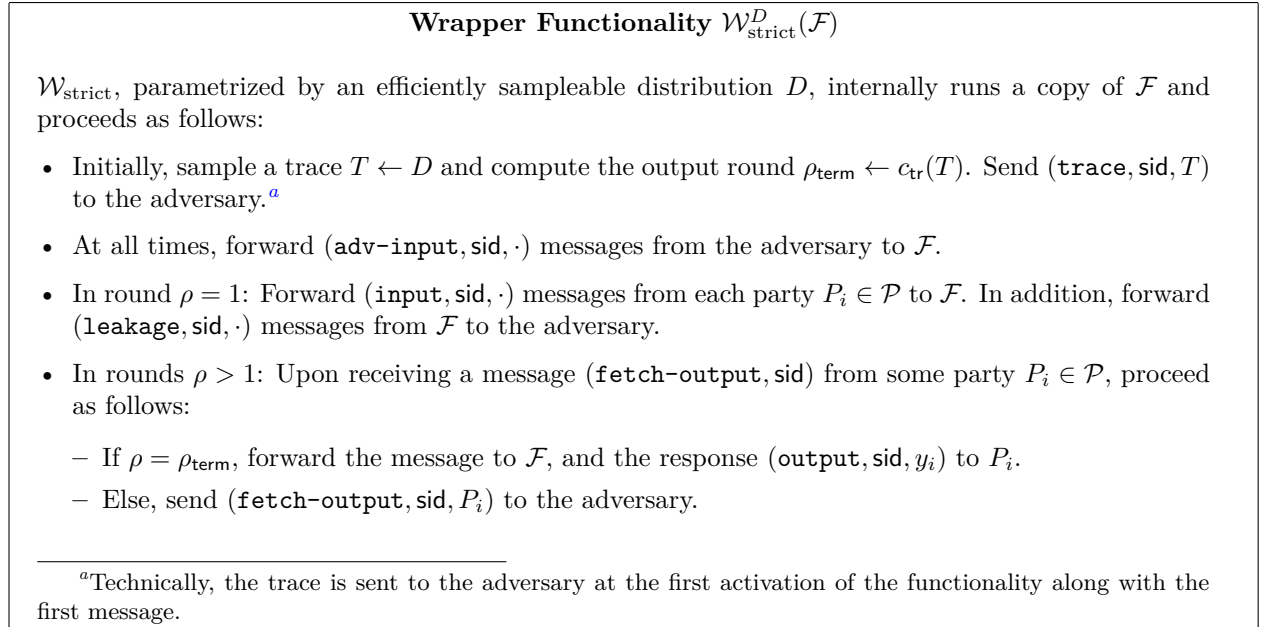 Wrapper Functionality 𝒲ᴰ_strict(ℱ)
𝒲_strict, parametrized by an efficiently sampleable distribution D, internally runs a copy of ℱ and
proceeds as follows:
• Initially, sample a trace T ← D and compute the output round ρ_term ← c_tr(T). Send (trace, sid, T)
to the adversary.ᵃ
• At all times, forward (adv-input, sid, ·) messages from the adversary to ℱ.
• In round ρ = 1: Forward (input, sid, ·) messages from each party P_i ∈ 𝒫 to ℱ. In addition, forward
(leakage, sid, ·) messages from ℱ to the adversary.
• In rounds ρ > 1: Upon receiving a message (fetch-output, sid) from some party P_i ∈ 𝒫, proceed
as follows:
– If ρ = ρ_term, forward the message to ℱ, and the response (output, sid, y_i) to P_i.
– Else, send (fetch-output, sid, P_i) to the adversary.
ᵃTechnically, the trace is sent to the adversary at the first activation of the functionality along with the
first message.